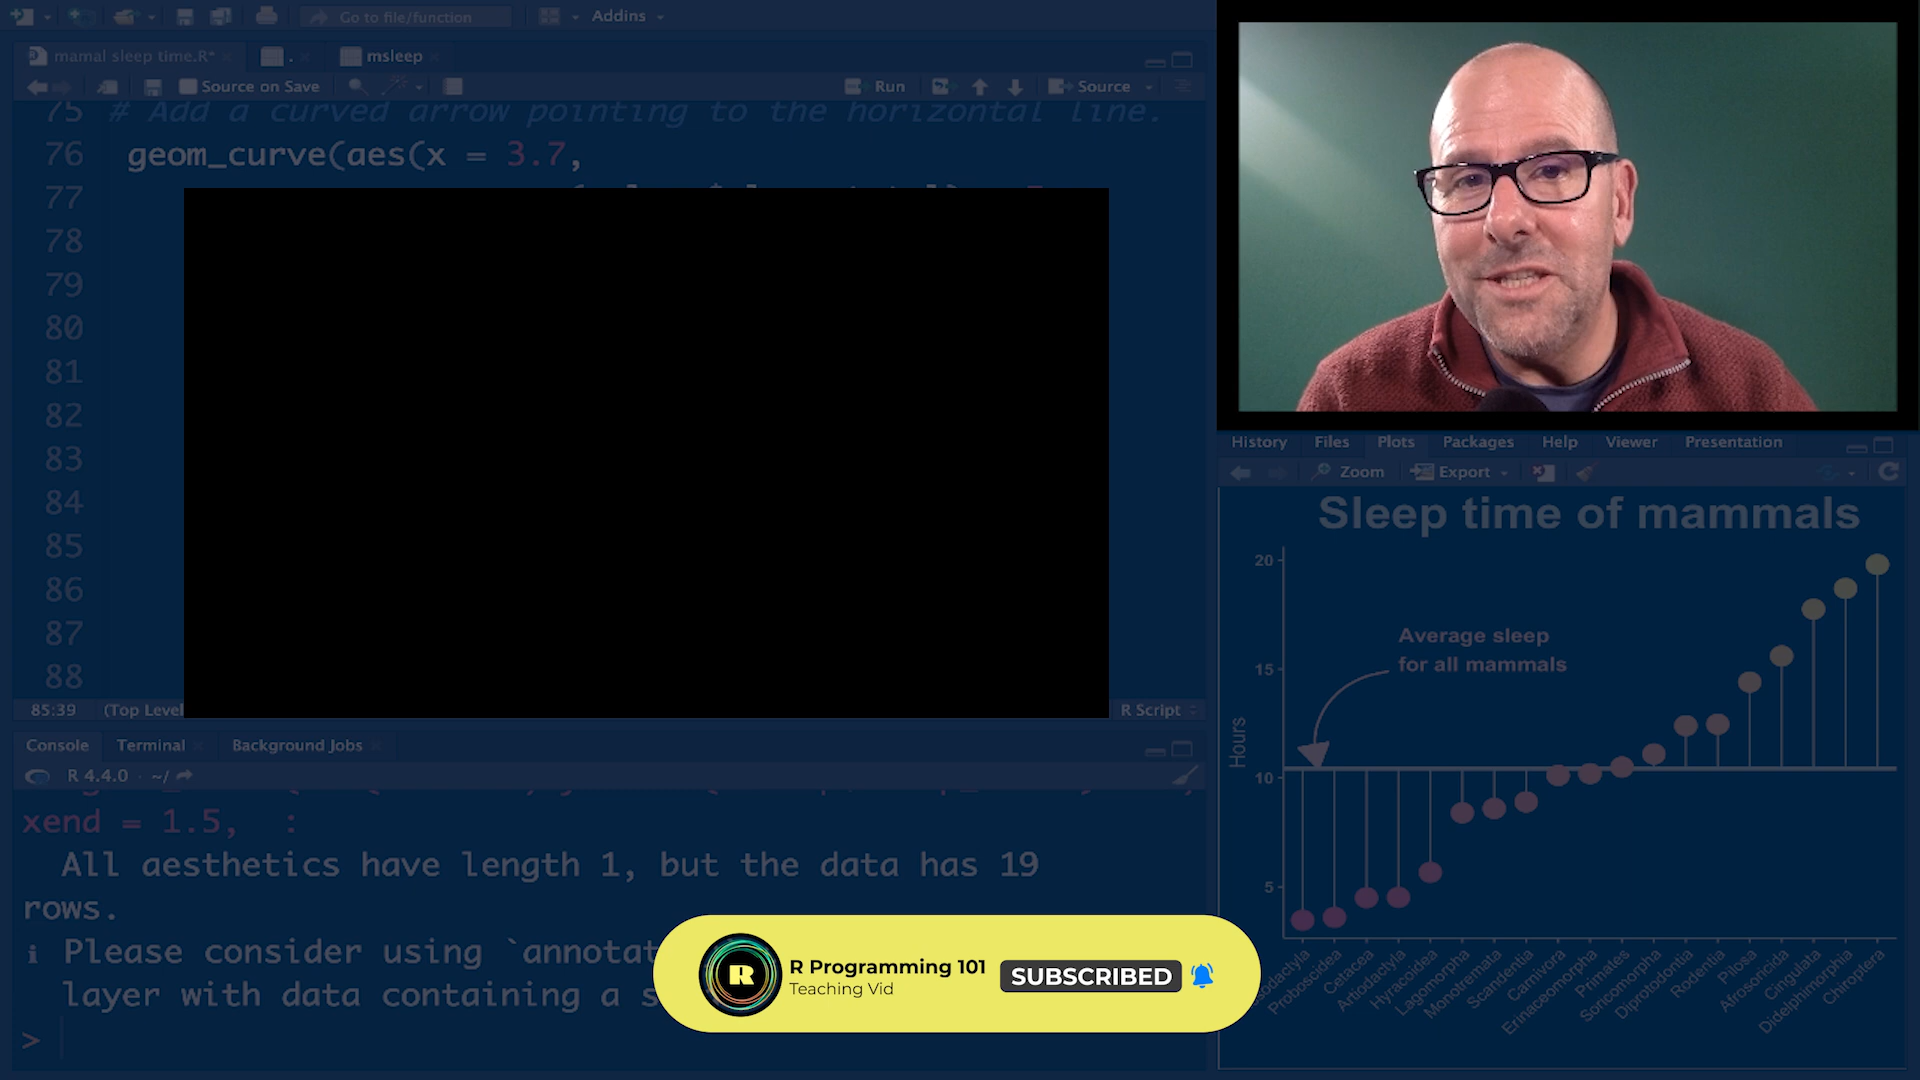 Go to file/function
Addins
mamal sleep time.R*
.
msleep
Source on Save
Run
Source
75 # Add a curved arrow pointing to the horizontal line.
76 geom_curve(aes(x = 3.7,
77
78
79
80
81
82
83
84
85
86
87
88
85:39
(Top Level
R Script
Console
Terminal
Background Jobs
R 4.4.0 · ~/
xend = 1.5, :
All aesthetics have length 1, but the data has 19
rows.
i Please consider using `annotat
layer with data containing a s
>
History
Files
Plots
Packages
Help
Viewer
Presentation
Zoom
Export
Sleep time of mammals
20
15
10
5
Hours
Average sleep
for all mammals
Proboscidea
Cetacea
Artiodactyla
Hyracoidea
Lagomorpha
Monotremata
Scandentia
Carnivora
Erinaceomorpha
Primates
Soricomorpha
Diprotodontia
Rodentia
Pilosa
Afrosoricida
Cingulata
Didelphimorphia
Chiroptera
R
R Programming 101
Teaching Vid
SUBSCRIBED